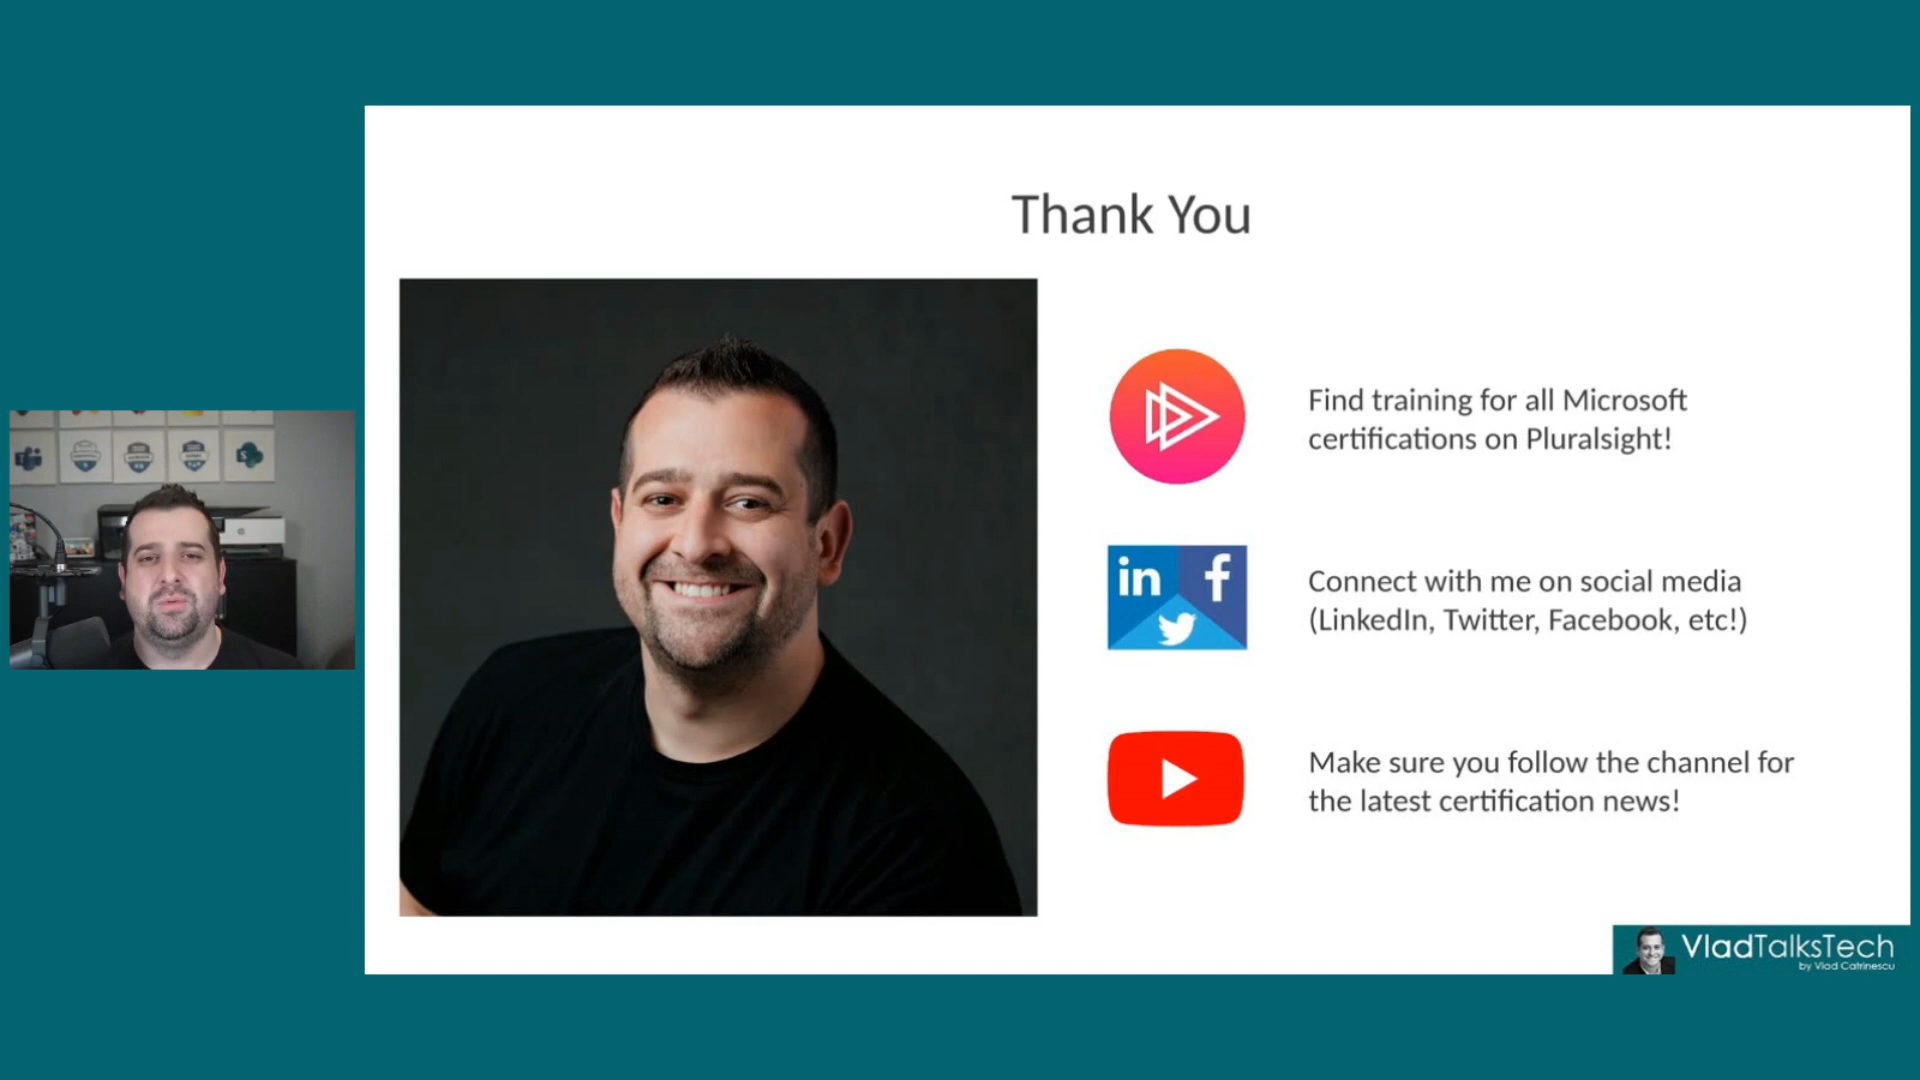 Thank You
Find training for all Microsoft
certifications on Pluralsight!
in f
Connect with me on social media
(LinkedIn, Twitter, Facebook, etc!)
Make sure you follow the channel for
the latest certification news!
VladTalksTech
by Vlad Catrinescu